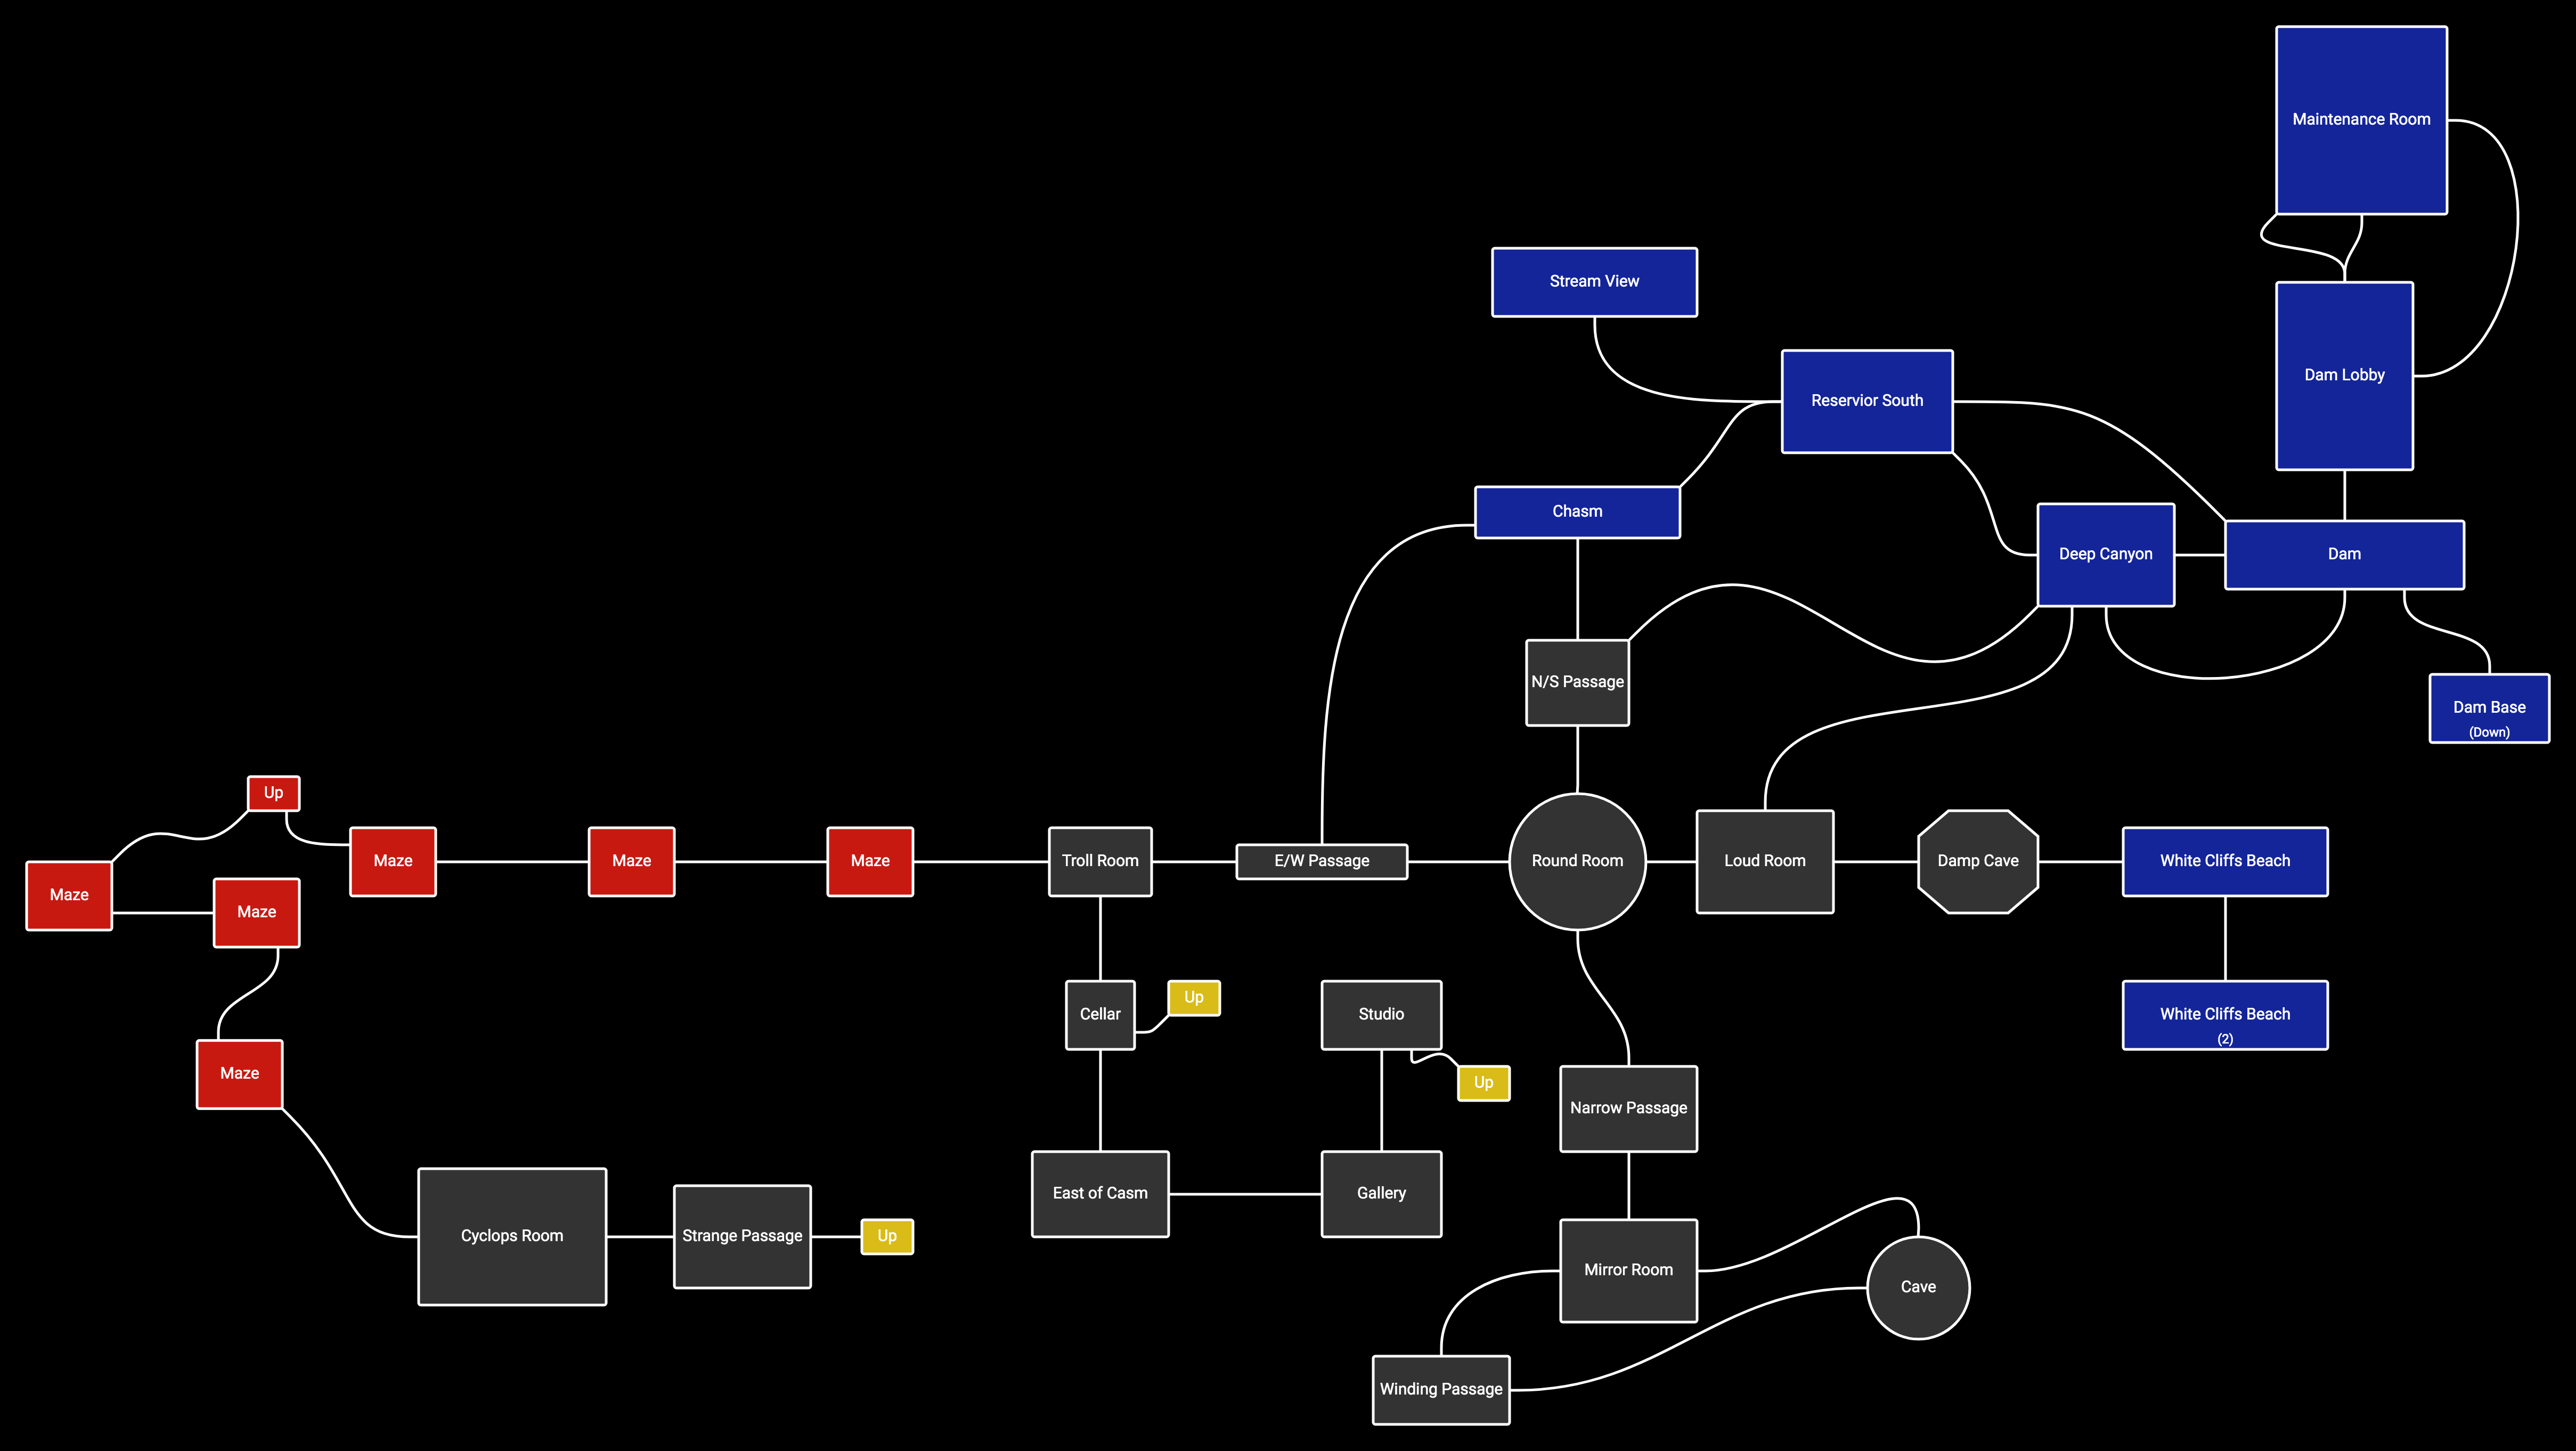 Maintenance Room
Stream View
Dam Lobby
Reservior South
Chasm
Deep Canyon
Dam
N/S Passage
Dam Base
(Down)
Up
Maze
Maze
Maze
Troll Room
E/W Passage
Round Room
Loud Room
Damp Cave
White Cliffs Beach
Maze
Maze
Up
Cellar
Studio
White Cliffs Beach
(2)
Maze
Up
Narrow Passage
East of Casm
Gallery
Cyclops Room
Strange Passage
Up
Mirror Room
Cave
Winding Passage